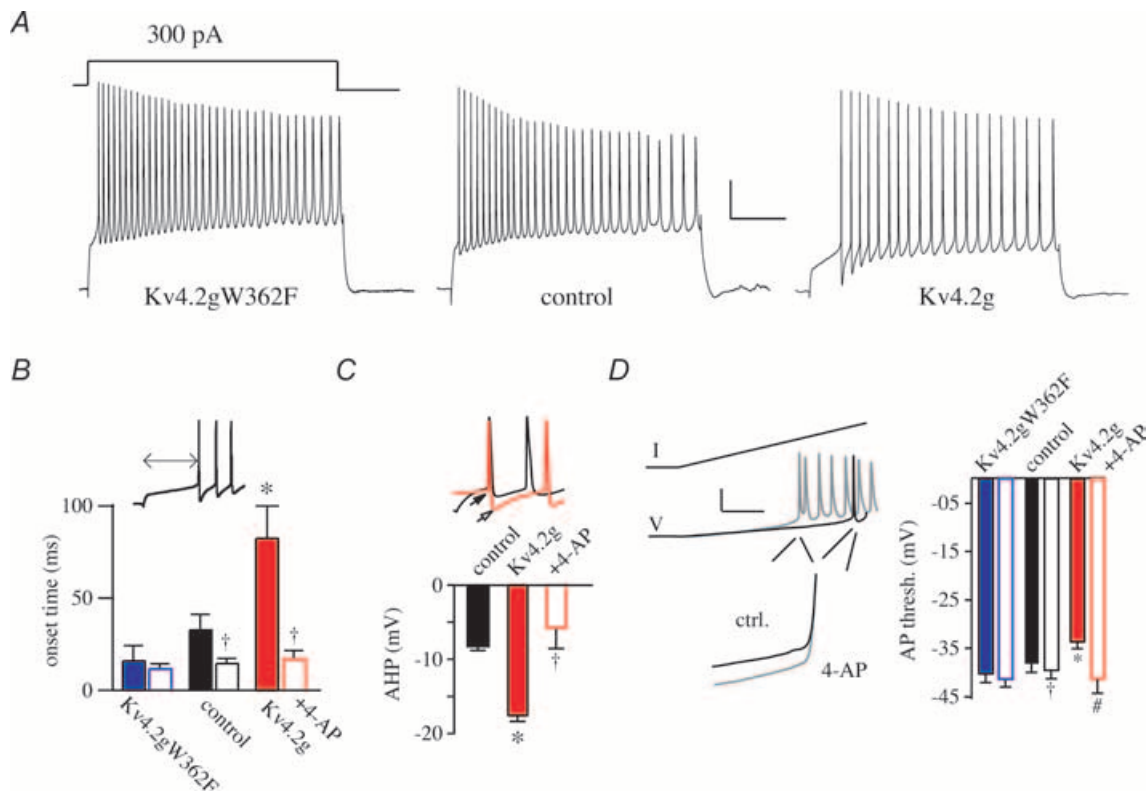 A
300 pA
Kv4.2gW362F
control
Kv4.2g
B
100
50
0
onset time (ms)
*
†
†
Kv4.2gW362F
control
Kv4.2g
+4-AP
C
control
Kv4.2g
+4-AP
0
-10
-20
AHP (mV)
*
†
D
I
V
ctrl.
4-AP
Kv4.2gW362F
control
Kv4.2g
+4-AP
-05
-15
-25
-35
-45
AP thresh. (mV)
†
*
#